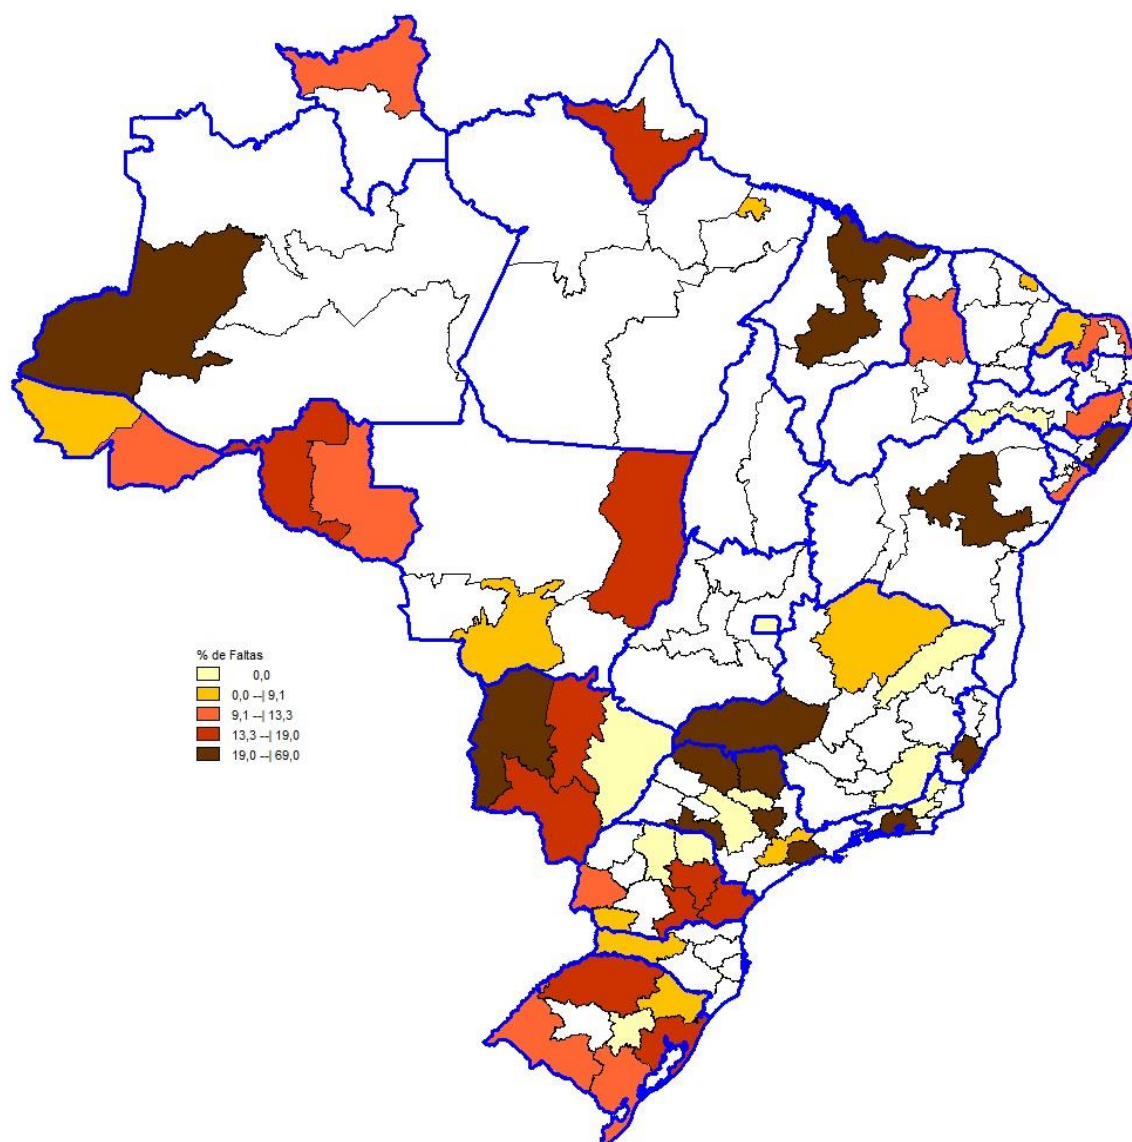 % de Faltas
0,0
0,0 --| 9,1
9,1 --| 13,3
13,3 --| 19,0
19,0 --| 69,0